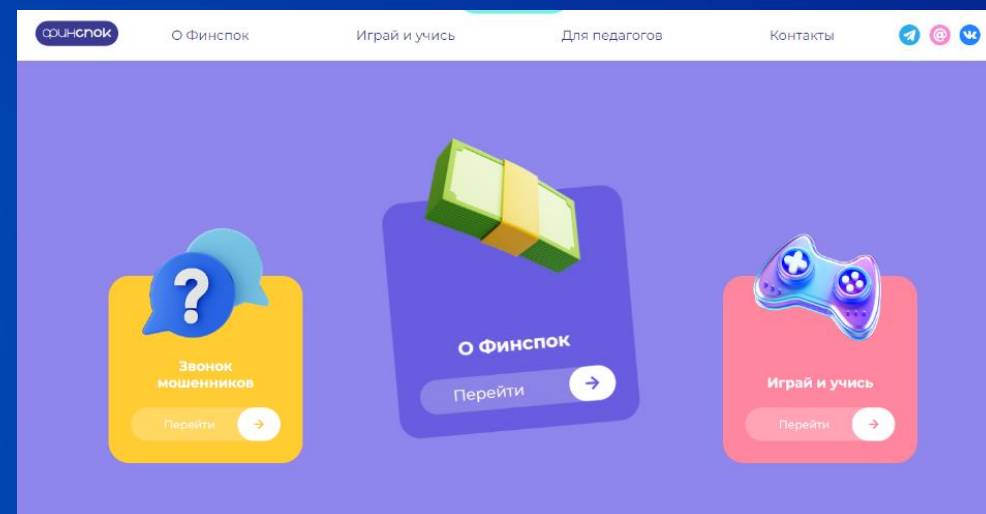 финспок
О Финспок
Играй и учись
Для педагогов
Контакты
?
О Финспок
Перейти
Звонок
мошенников
Перейти
Играй и учись
Перейти